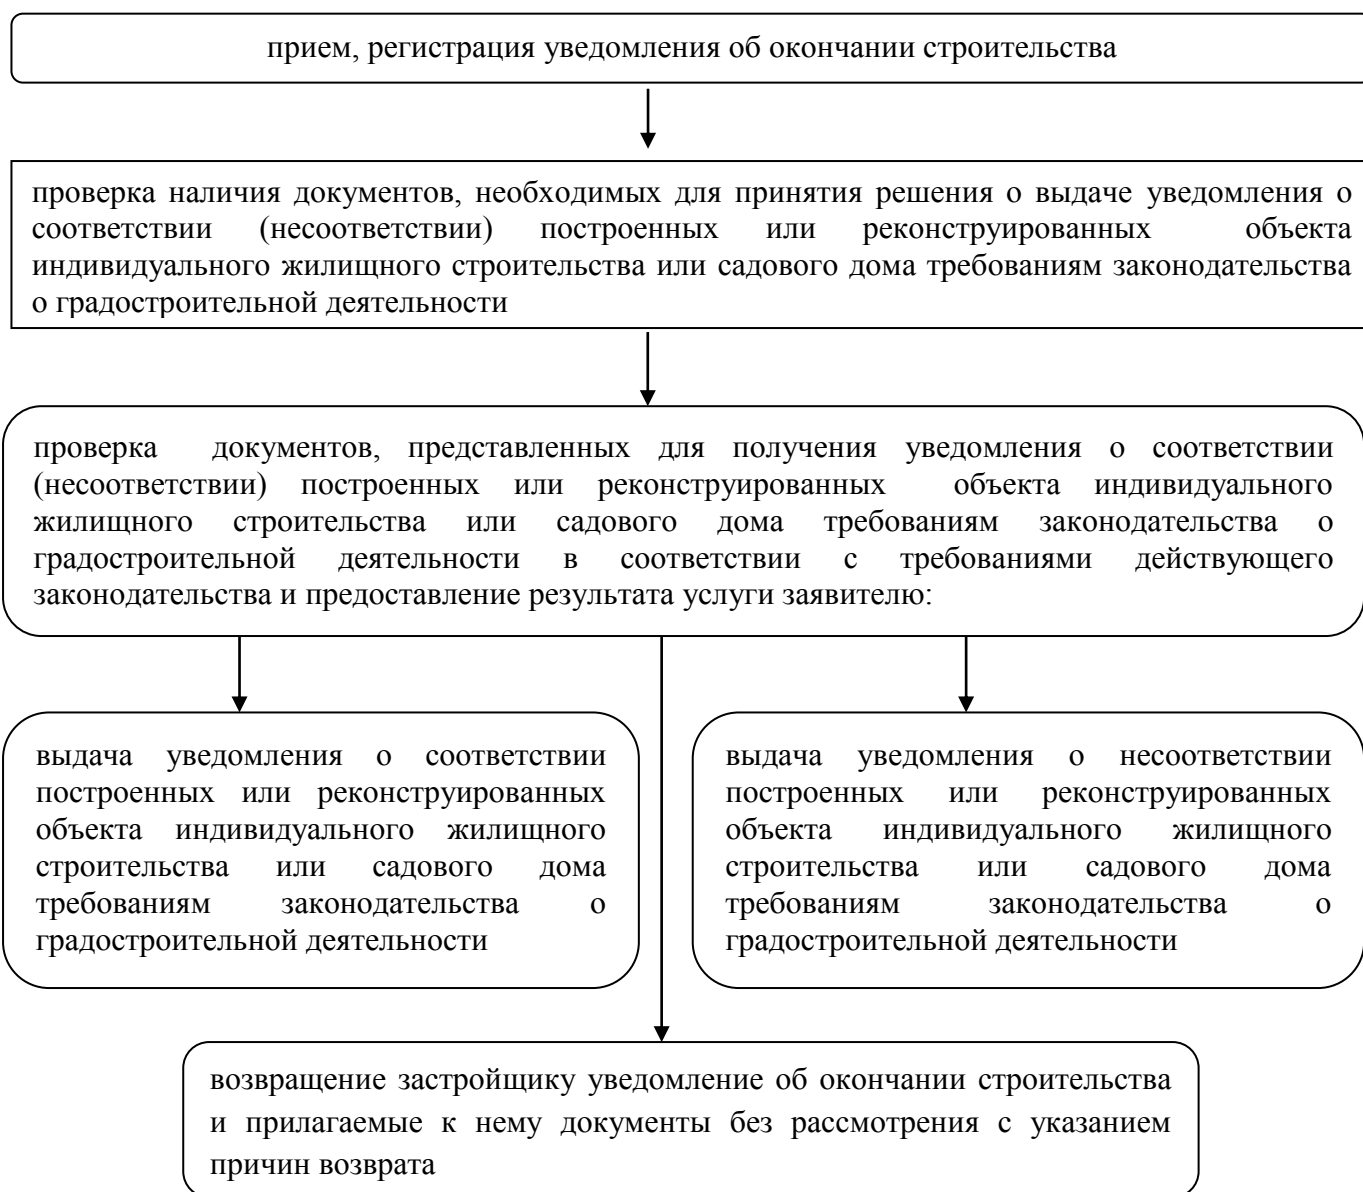 прием, регистрация уведомления об окончании строительства
проверка наличия документов, необходимых для принятия решения о выдаче уведомления о
соответствии (несоответствии) построенных или реконструированных объекта
индивидуального жилищного строительства или садового дома требованиям законодательства
о градостроительной деятельности
проверка документов, представленных для получения уведомления о соответствии
(несоответствии) построенных или реконструированных объекта индивидуального
жилищного строительства или садового дома требованиям законодательства о
градостроительной деятельности в соответствии с требованиями действующего
законодательства и предоставление результата услуги заявителю:
выдача уведомления о соответствии
построенных или реконструированных
объекта индивидуального жилищного
строительства или садового дома
требованиям законодательства о
градостроительной деятельности
выдача уведомления о несоответствии
построенных или реконструированных
объекта индивидуального жилищного
строительства или садового дома
требованиям законодательства о
градостроительной деятельности
возвращение застройщику уведомление об окончании строительства
и прилагаемые к нему документы без рассмотрения с указанием
причин возврата